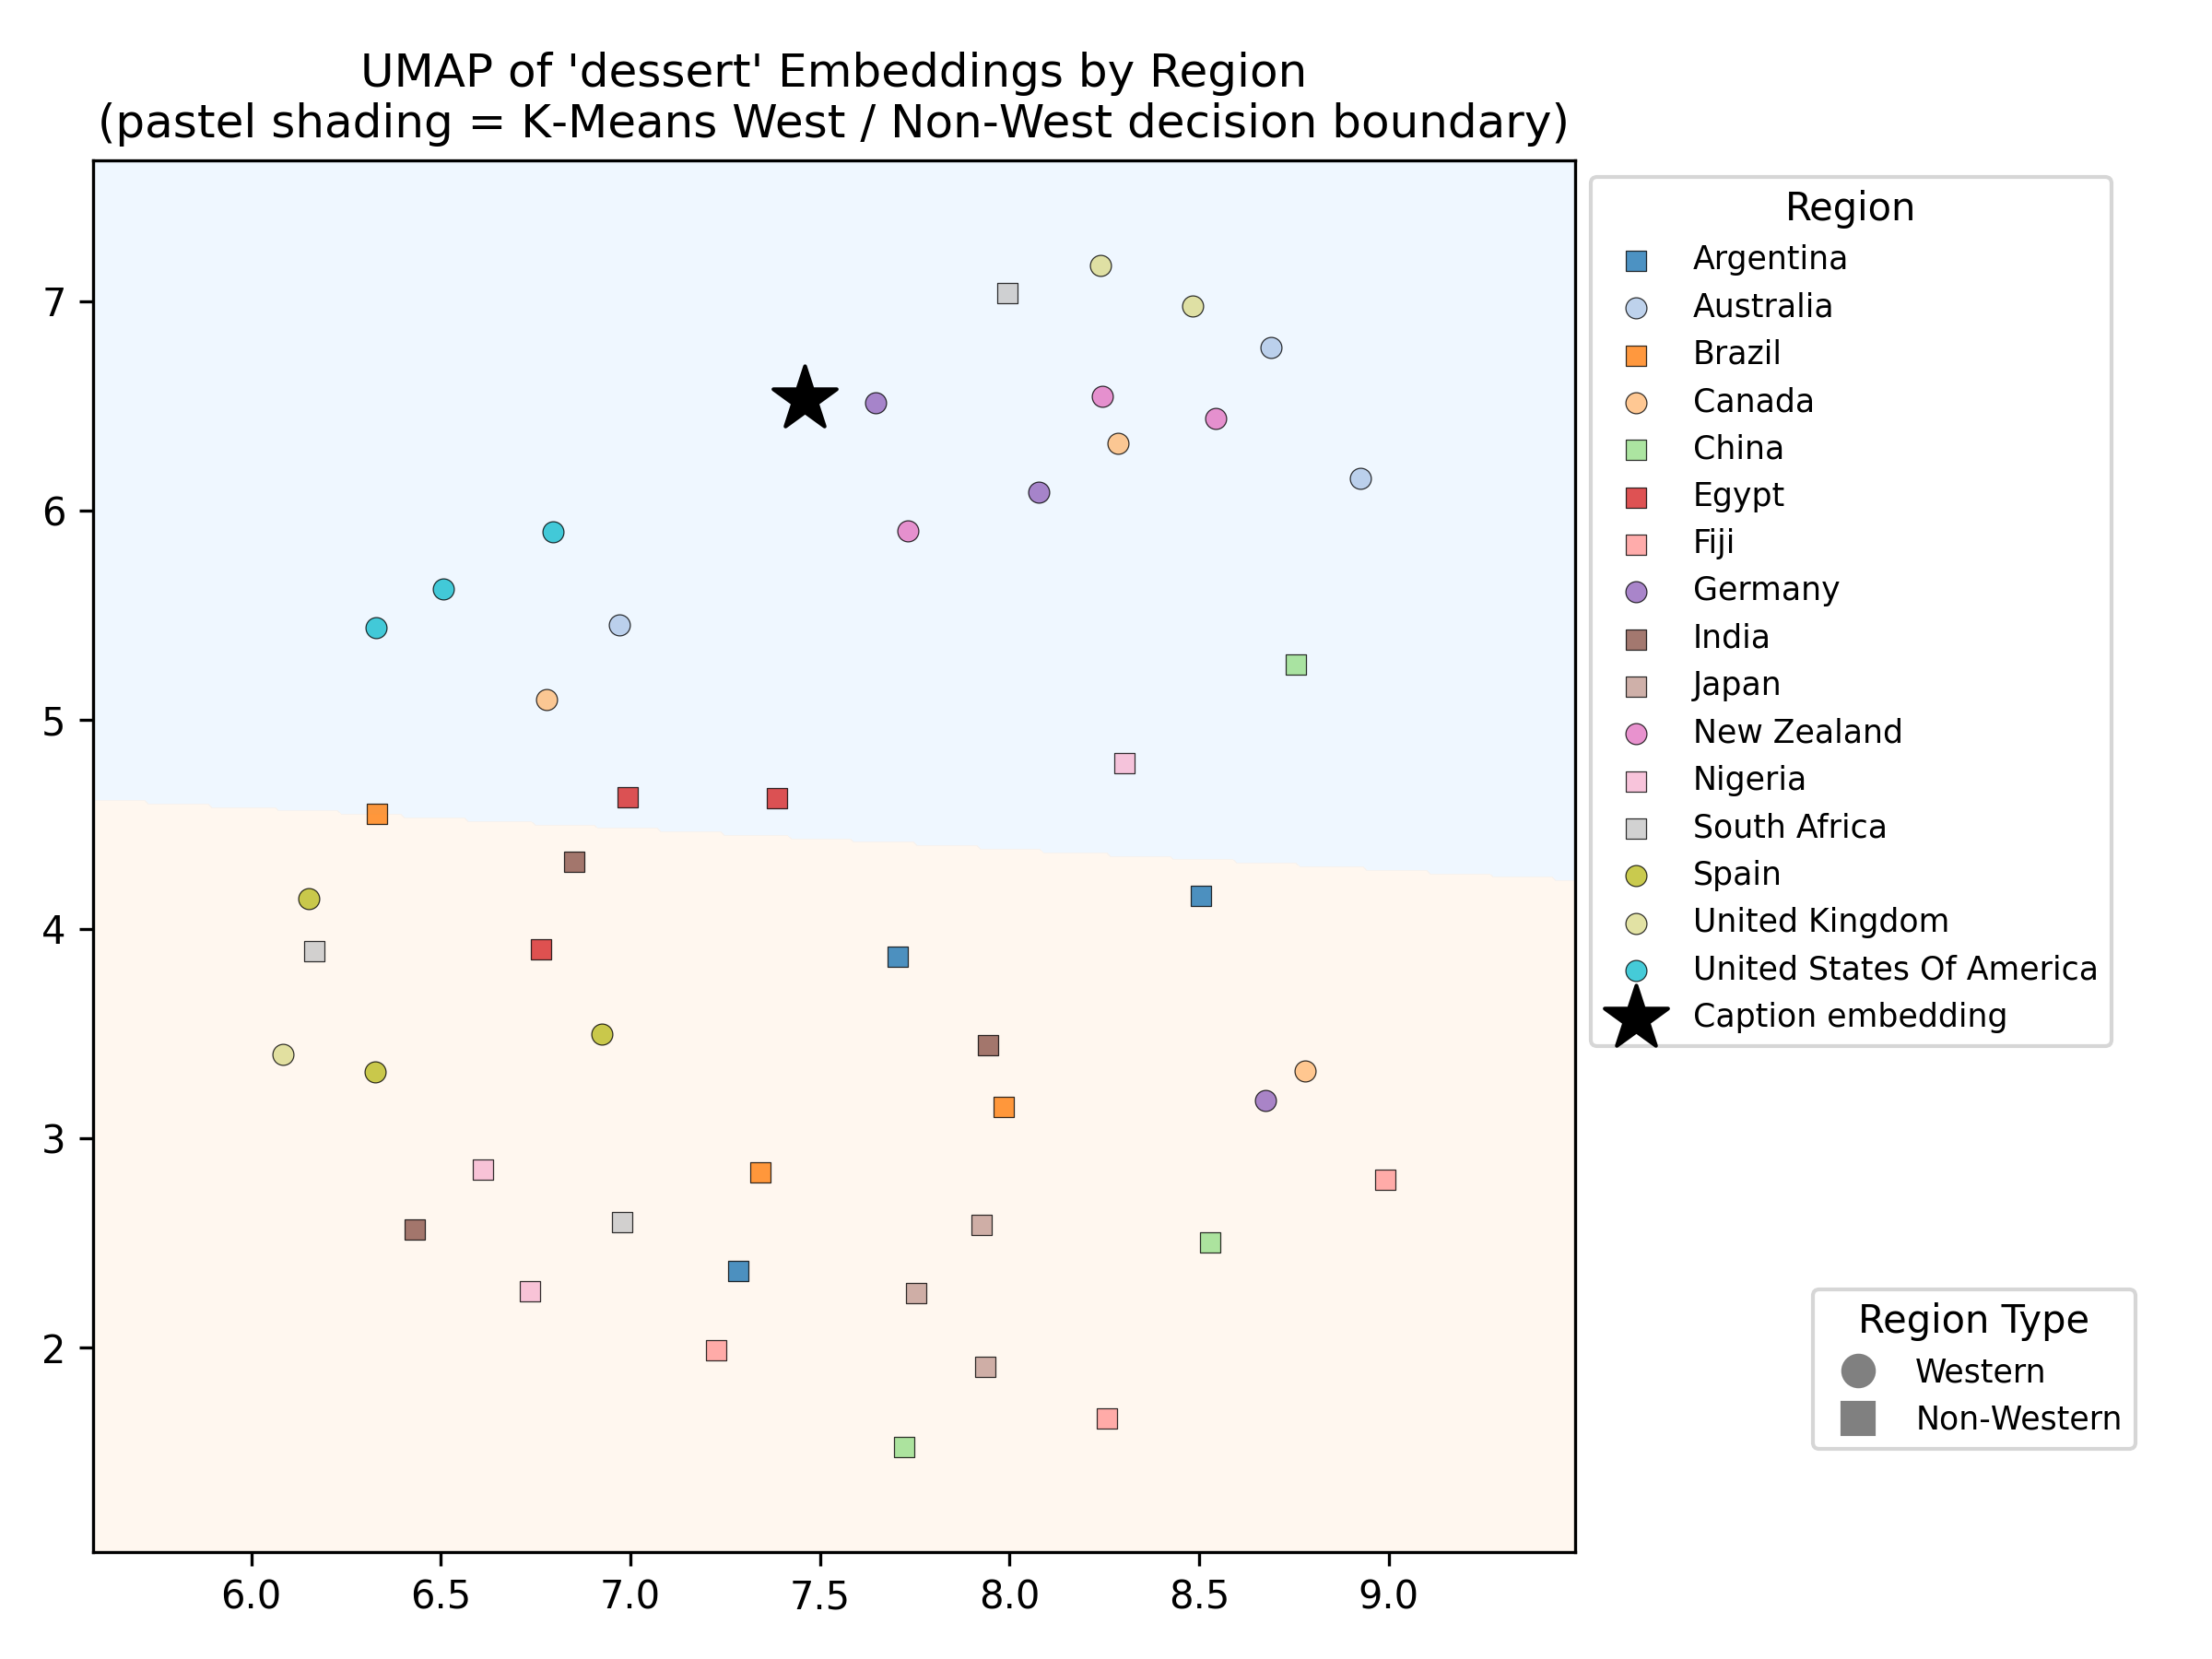 UMAP of 'dessert' Embeddings by Region
(pastel shading = K-Means West / Non-West decision boundary)
7
6
5
4
3
2
6.0
6.5
7.0
7.5
8.0
8.5
9.0
Region
Argentina
Australia
Brazil
Canada
China
Egypt
Fiji
Germany
India
Japan
New Zealand
Nigeria
South Africa
Spain
United Kingdom
United States Of America
Caption embedding
Region Type
Western
Non-Western